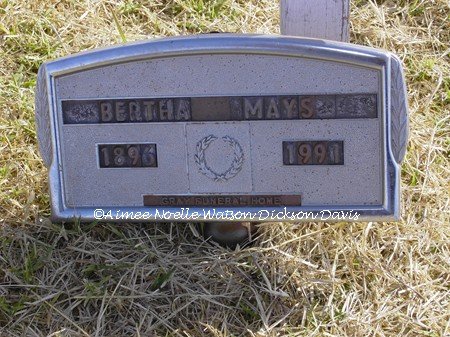 BERTHA MAYS
1896 1991
GRAY FUNERAL HOME
©Aimee Noelle Watson Dickson Davis